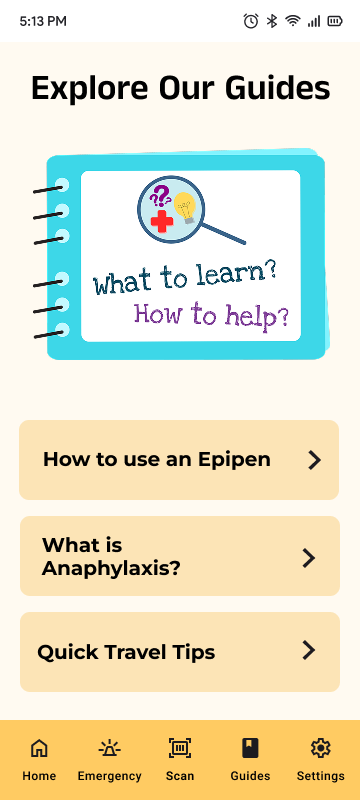 5:13 PM
Explore Our Guides
??
What to learn?
How to help?
How to use an Epipen
What is
Anaphylaxis?
Quick Travel Tips
Home Emergency Scan Guides Settings